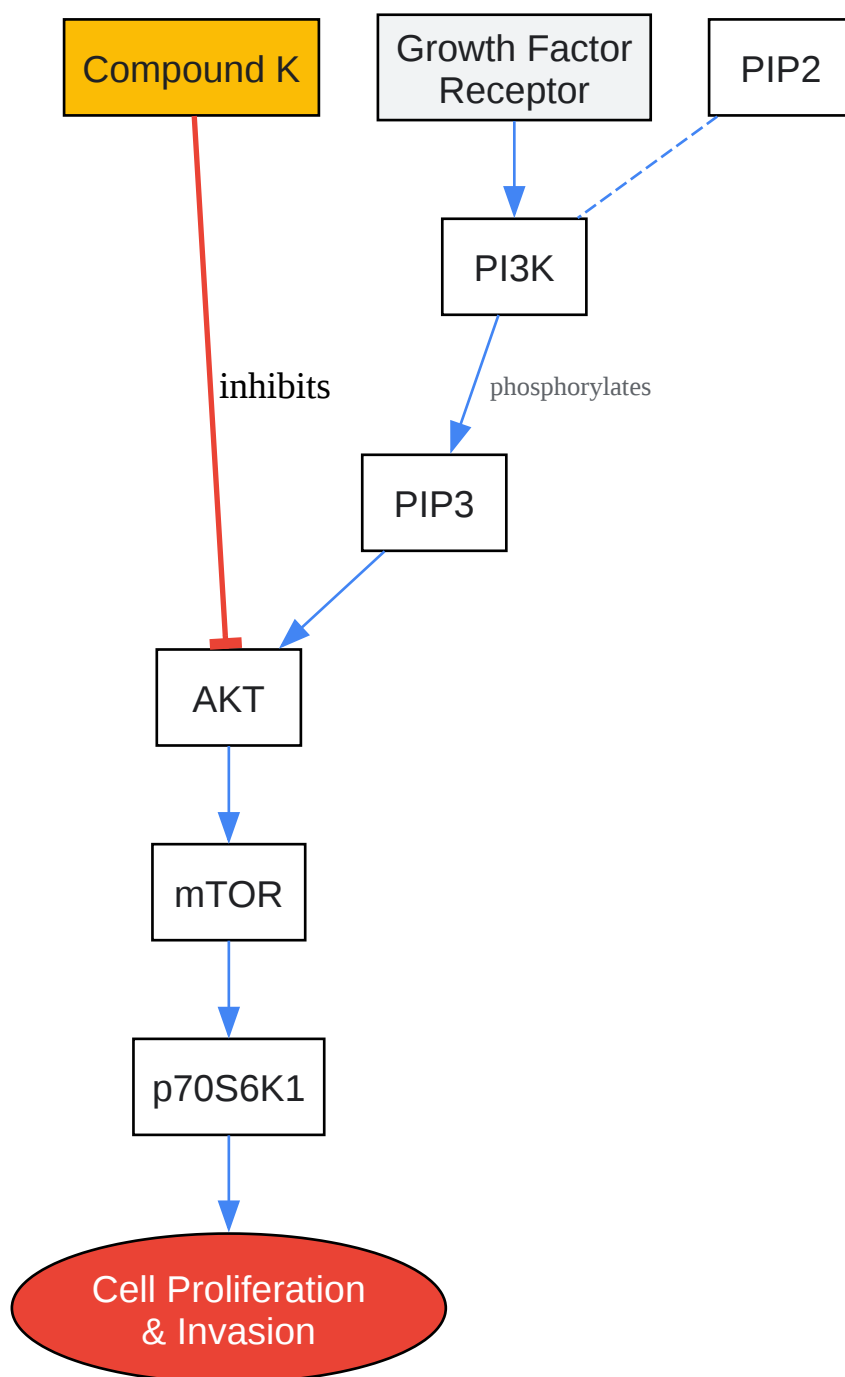 Compound K
Growth Factor
Receptor
PIP2
PI3K
inhibits
phosphorylates
PIP3
AKT
mTOR
p70S6K1
Cell Proliferation
& Invasion